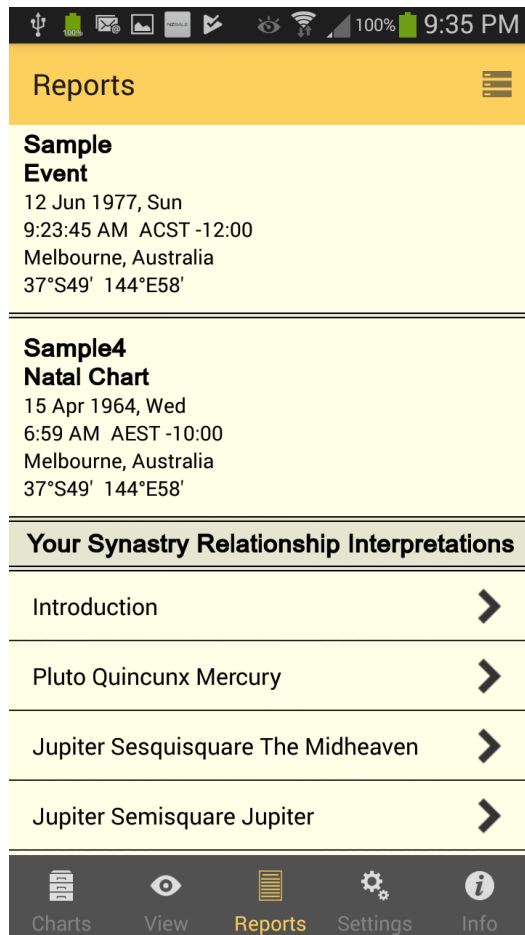 100%
NZSALE
100%
9:35 PM
Reports
Sample
Event
12 Jun 1977, Sun
9:23:45 AM  ACST -12:00
Melbourne, Australia
37°S49'  144°E58'
Sample4
Natal Chart
15 Apr 1964, Wed
6:59 AM  AEST -10:00
Melbourne, Australia
37°S49'  144°E58'
Your Synastry Relationship Interpretations
Introduction
Pluto Quincunx Mercury
Jupiter Sesquisquare The Midheaven
Jupiter Semisquare Jupiter
Charts View Reports Settings Info